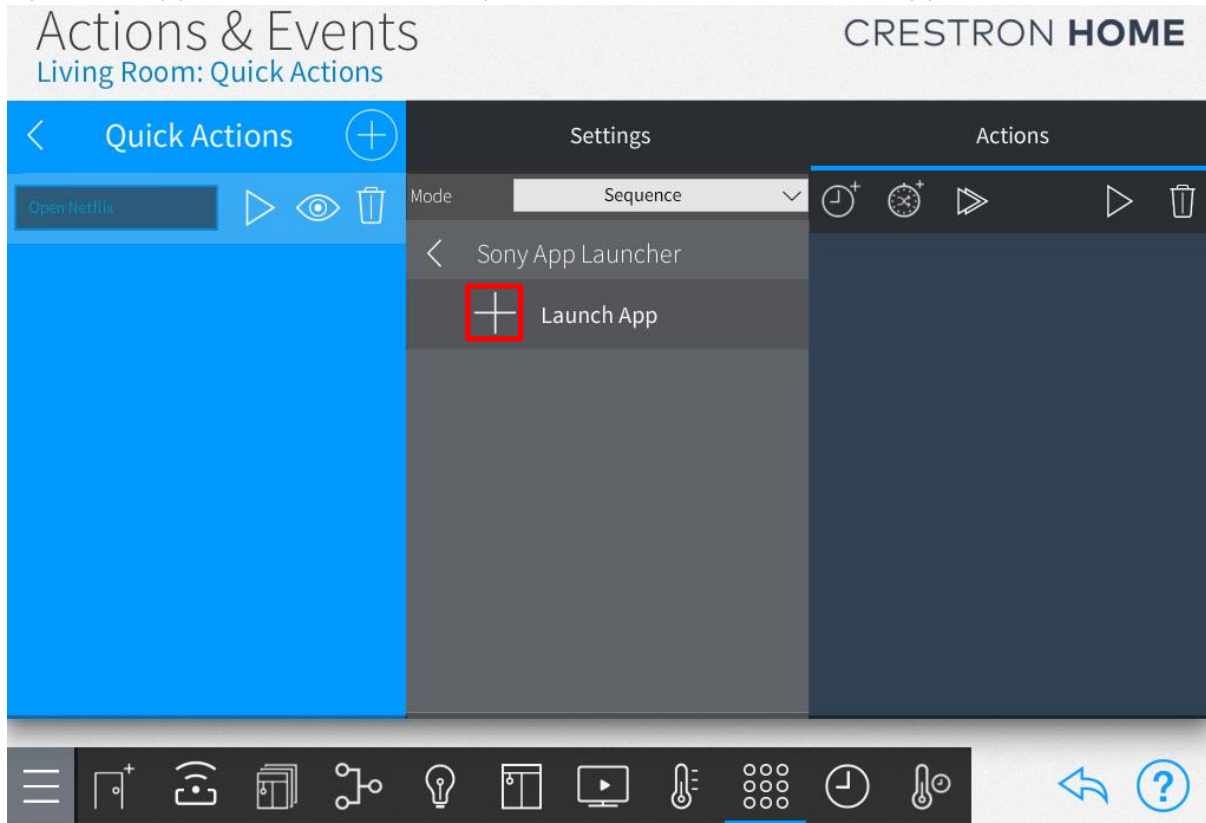 Actions & Events
CRESTRON HOME
Living Room: Quick Actions
Quick Actions
Settings
Actions
Open Netflix
Mode
Sequence
Sony App Launcher
Launch App
?